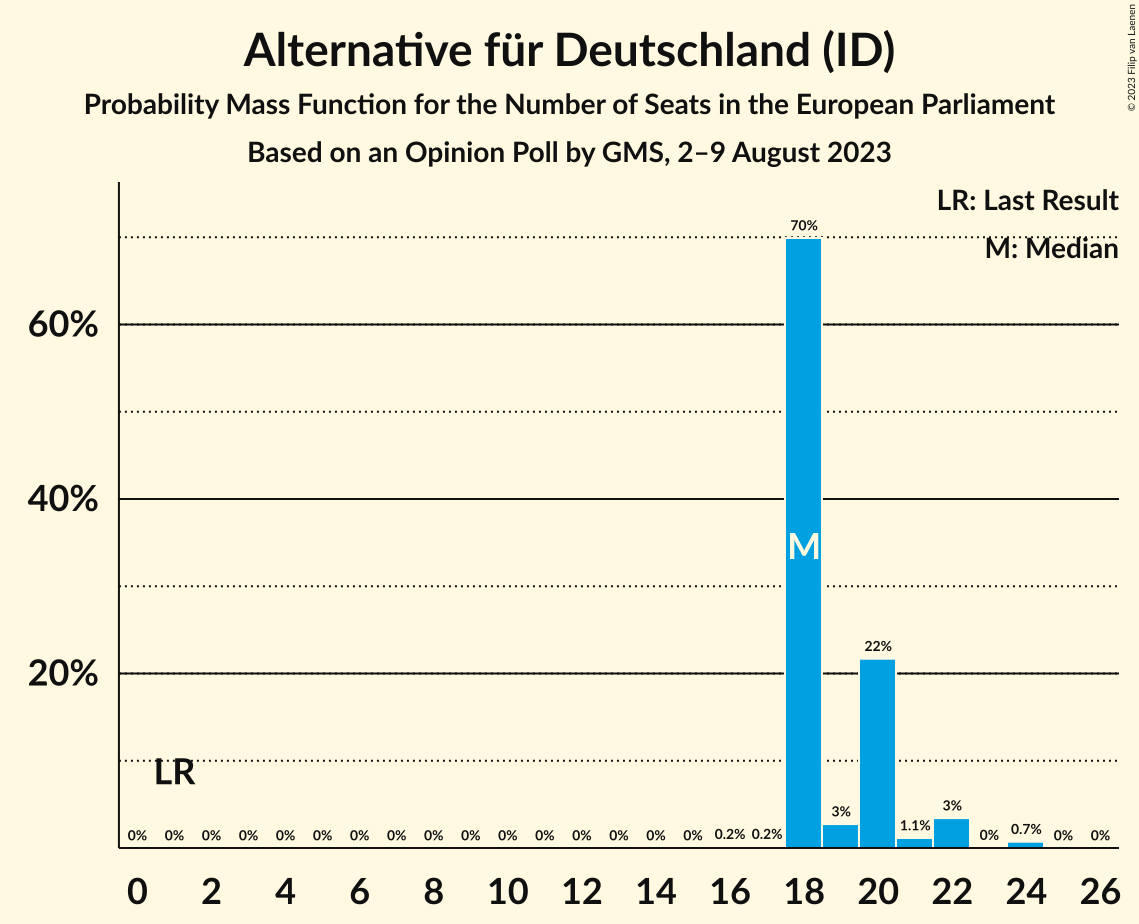 Alternative für Deutschland (ID)
Probability Mass Function for the Number of Seats in the European Parliament
Based on an Opinion Poll by GMS, 2–9 August 2023
© 2023 Filip van Laenen
LR: Last Result
M: Median
60%
40%
20%
70%
M
22%
LR
0% 0% 0% 0% 0% 0% 0% 0% 0% 0% 0% 0% 0% 0% 0% 0% 0.2% 0.2% 3% 1.1% 3% 0% 0.7% 0% 0%
0 2 4 6 8 10 12 14 16 18 20 22 24 26